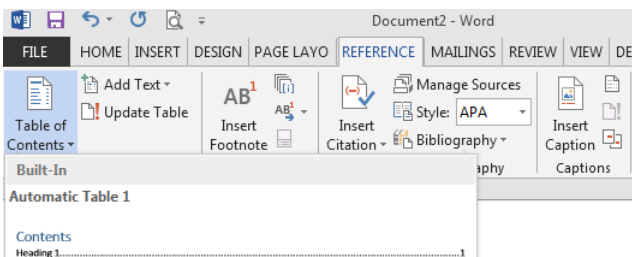 Document2 - Word
FILE HOME INSERT DESIGN PAGE LAYO REFERENCE MAILINGS REVIEW VIEW DE
Table of Contents
Add Text
Update Table
AB1
Insert Footnote
AB1
Insert Citation
Manage Sources
Style: APA
Bibliography
Insert Caption
aphy
Captions
Built-In
Automatic Table 1
Contents
Heading 1 1